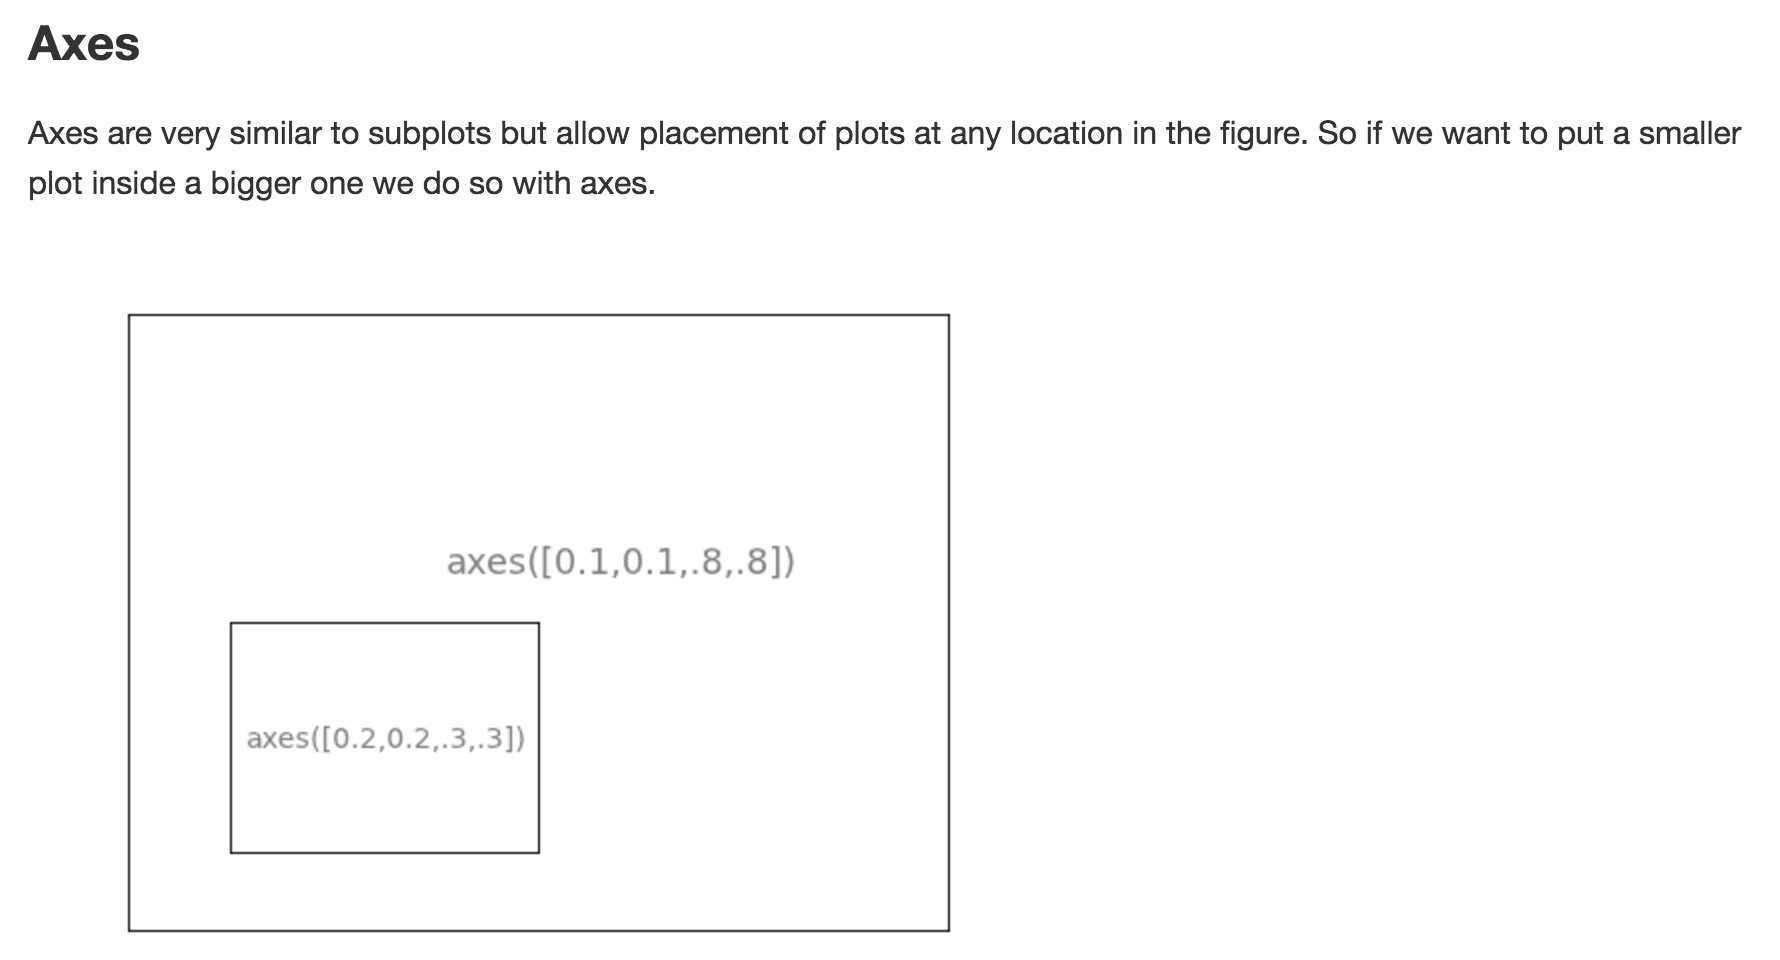 Axes
Axes are very similar to subplots but allow placement of plots at any location in the figure. So if we want to put a smaller
plot inside a bigger one we do so with axes.
axes([0.1,0.1,.8,.8])
axes([0.2,0.2,.3,.3])